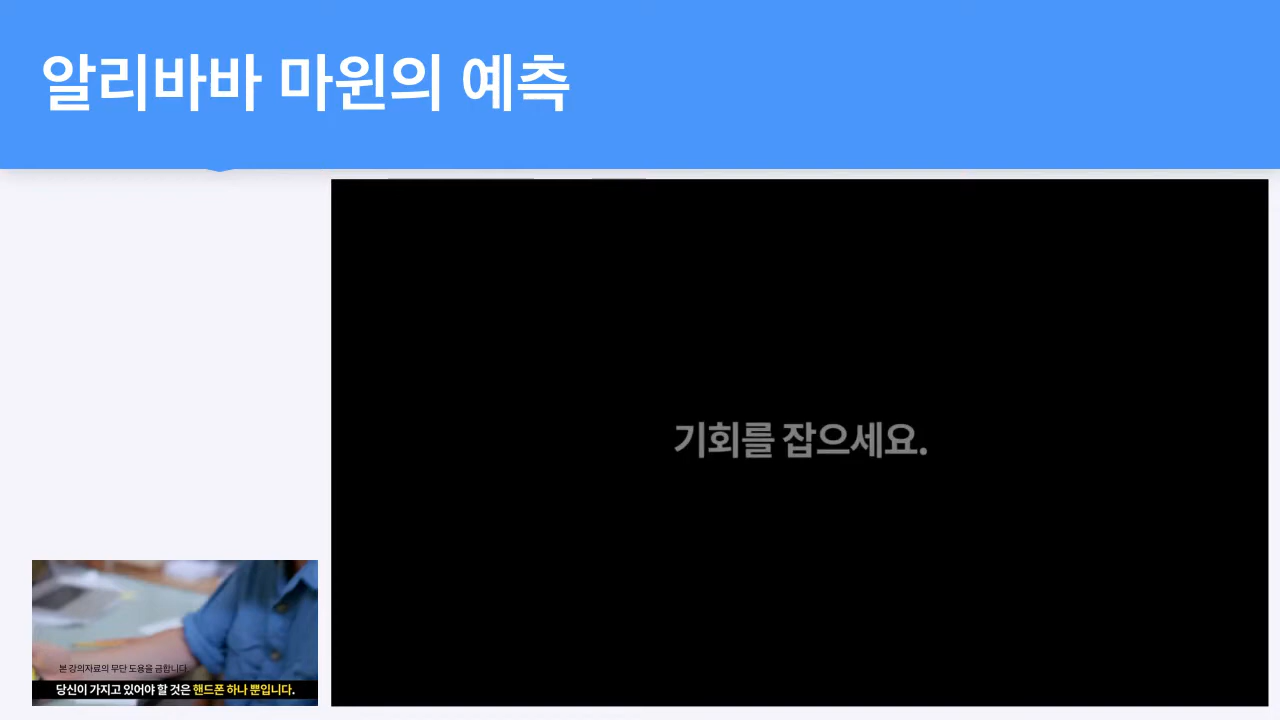 알리바바 마윈의 예측
기회를 잡으세요.
본 강의자료의 무단 도용을 금합니다.
당신이 가지고 있어야 할 것은 핸드폰 하나 뿐입니다.